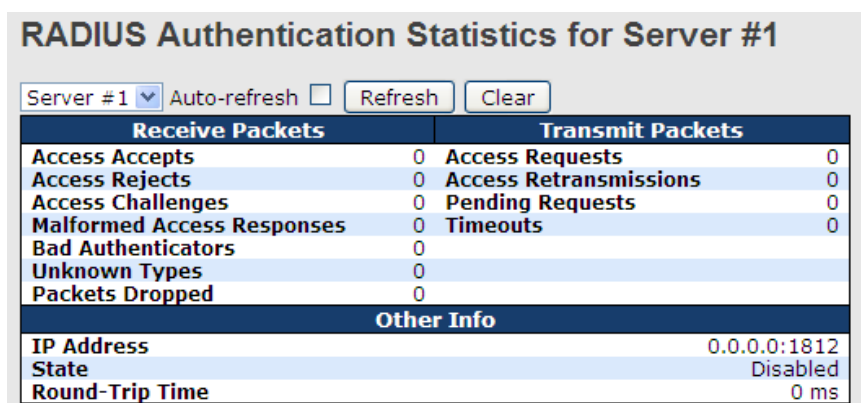 RADIUS Authentication Statistics for Server #1
Server #1 Auto-refresh Refresh Clear
Receive Packets Transmit Packets
Access Accepts 0 Access Requests 0
Access Rejects 0 Access Retransmissions 0
Access Challenges 0 Pending Requests 0
Malformed Access Responses 0 Timeouts 0
Bad Authenticators 0
Unknown Types 0
Packets Dropped 0
Other Info
IP Address 0.0.0.0:1812
State Disabled
Round-Trip Time 0 ms